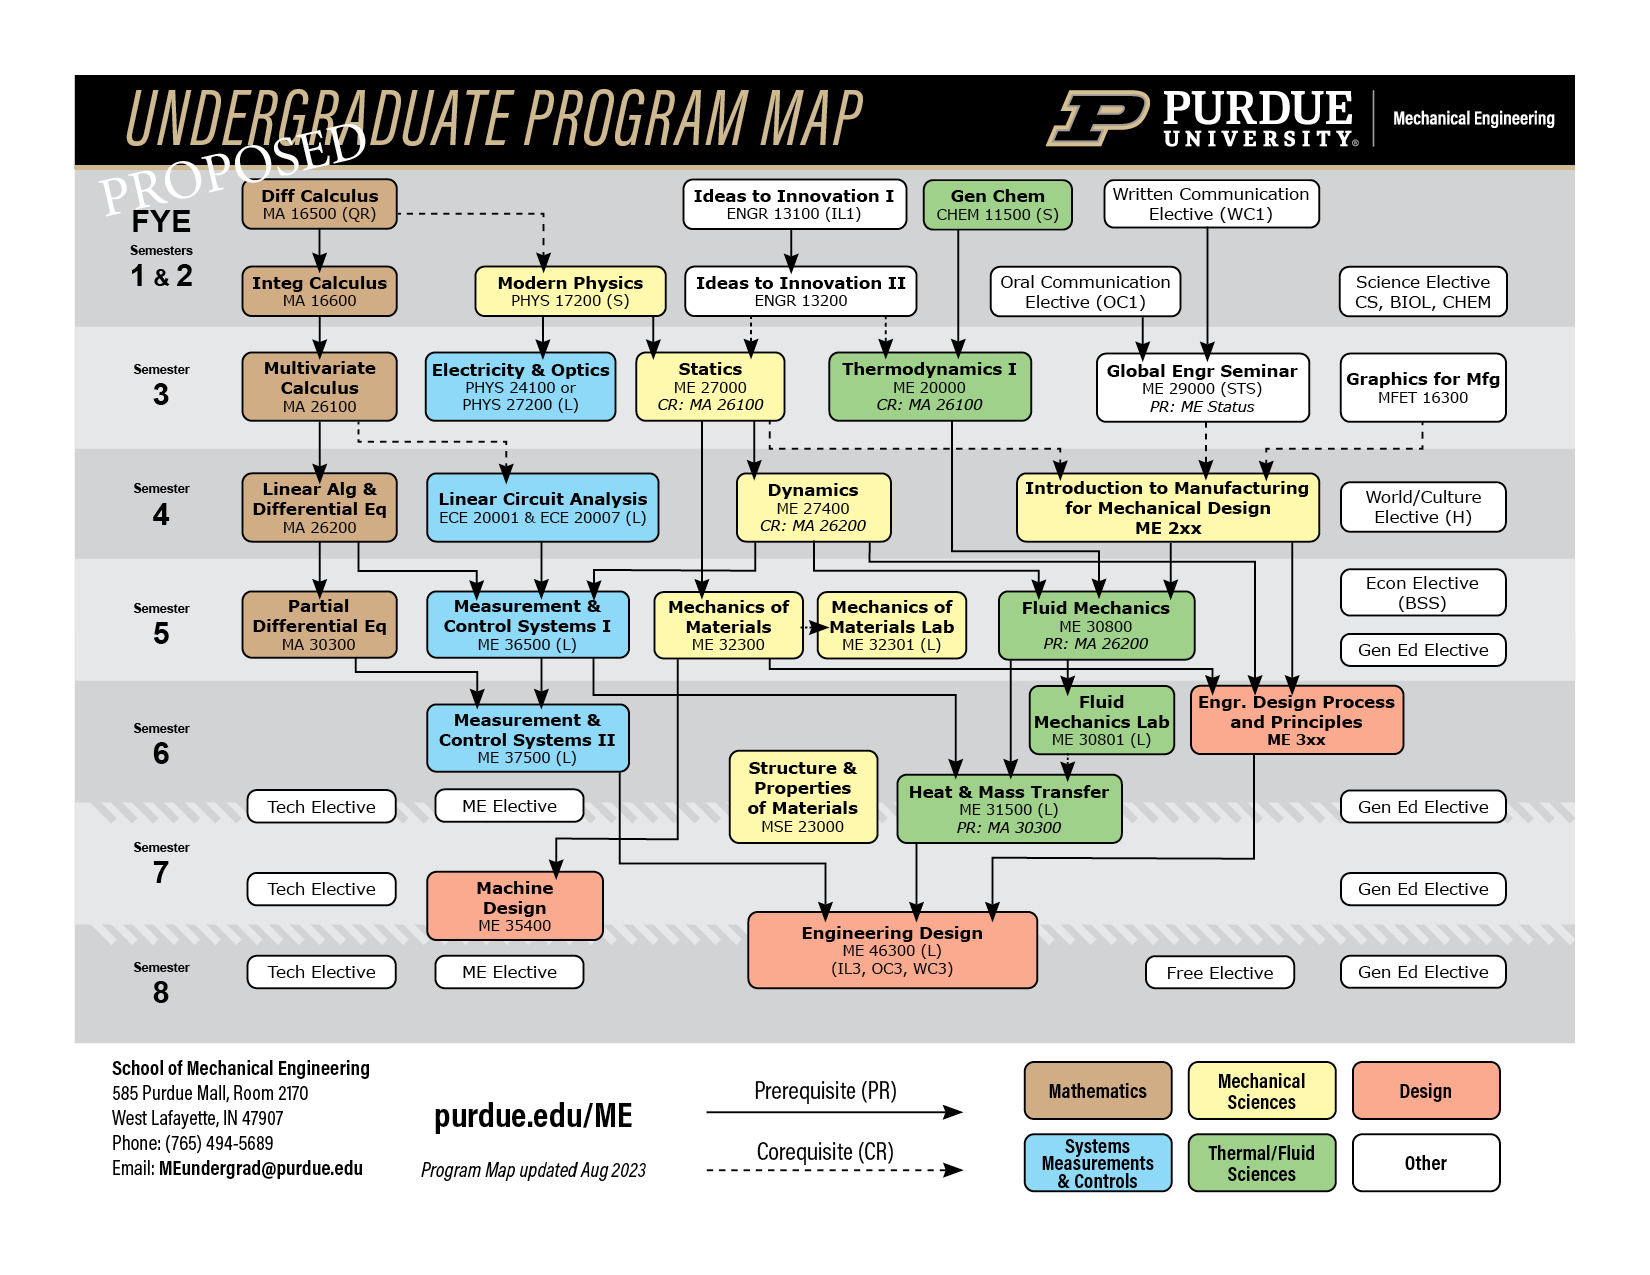 UNDERGRADUATE PROGRAM MAP
PURDUE
UNIVERSITY®
Mechanical Engineering
PROPOSED
FYE
Semesters
1 & 2
Diff Calculus
MA 16500 (QR)
Ideas to Innovation I
ENGR 13100 (IL1)
Gen Chem
CHEM 11500 (S)
Written Communication
Elective (WC1)
Integ Calculus
MA 16600
Modern Physics
PHYS 17200 (S)
Ideas to Innovation II
ENGR 13200
Oral Communication
Elective (OC1)
Science Elective
CS, BIOL, CHEM
Semester
3
Multivariate
Calculus
MA 26100
Electricity & Optics
PHYS 24100 or
PHYS 27200 (L)
Statics
ME 27000
CR: MA 26100
Thermodynamics I
ME 20000
CR: MA 26100
Global Engr Seminar
ME 29000 (STS)
PR: ME Status
Graphics for Mfg
MFET 16300
Semester
4
Linear Alg &
Differential Eq
MA 26200
Linear Circuit Analysis
ECE 20001 & ECE 20007 (L)
Dynamics
ME 27400
CR: MA 26200
Introduction to Manufacturing
for Mechanical Design
ME 2xx
World/Culture
Elective (H)
Semester
5
Partial
Differential Eq
MA 30300
Measurement &
Control Systems I
ME 36500 (L)
Mechanics of
Materials
ME 32300
Mechanics of
Materials Lab
ME 32301 (L)
Fluid Mechanics
ME 30800
PR: MA 26200
Econ Elective
(BSS)
Gen Ed Elective
Semester
6
Measurement &
Control Systems II
ME 37500 (L)
Fluid
Mechanics Lab
ME 30801 (L)
Engr. Design Process
and Principles
ME 3xx
Structure &
Properties
of Materials
MSE 23000
Heat & Mass Transfer
ME 31500 (L)
PR: MA 30300
Tech Elective
ME Elective
Gen Ed Elective
Semester
7
Tech Elective
Machine
Design
ME 35400
Gen Ed Elective
Engineering Design
ME 46300 (L)
(IL3, OC3, WC3)
Semester
8
Tech Elective
ME Elective
Free Elective
Gen Ed Elective
School of Mechanical Engineering
585 Purdue Mall, Room 2170
West Lafayette, IN 47907
Phone: (765) 494-5689
Email: MEundergrad@purdue.edu
purdue.edu/ME
Program Map updated Aug 2023
Prerequisite (PR)
Corequisite (CR)
Mathematics
Mechanical
Sciences
Design
Systems
Measurements
& Controls
Thermal/Fluid
Sciences
Other